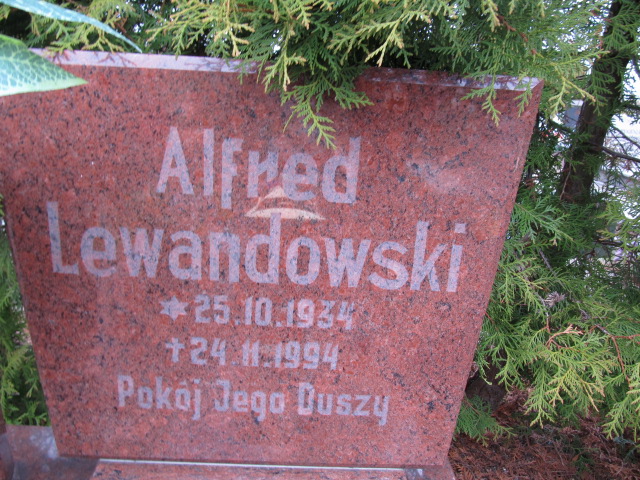 Alfred
Lewandowski
* 25.10.1934
† 24.11.1994
Pokój Jego Duszy